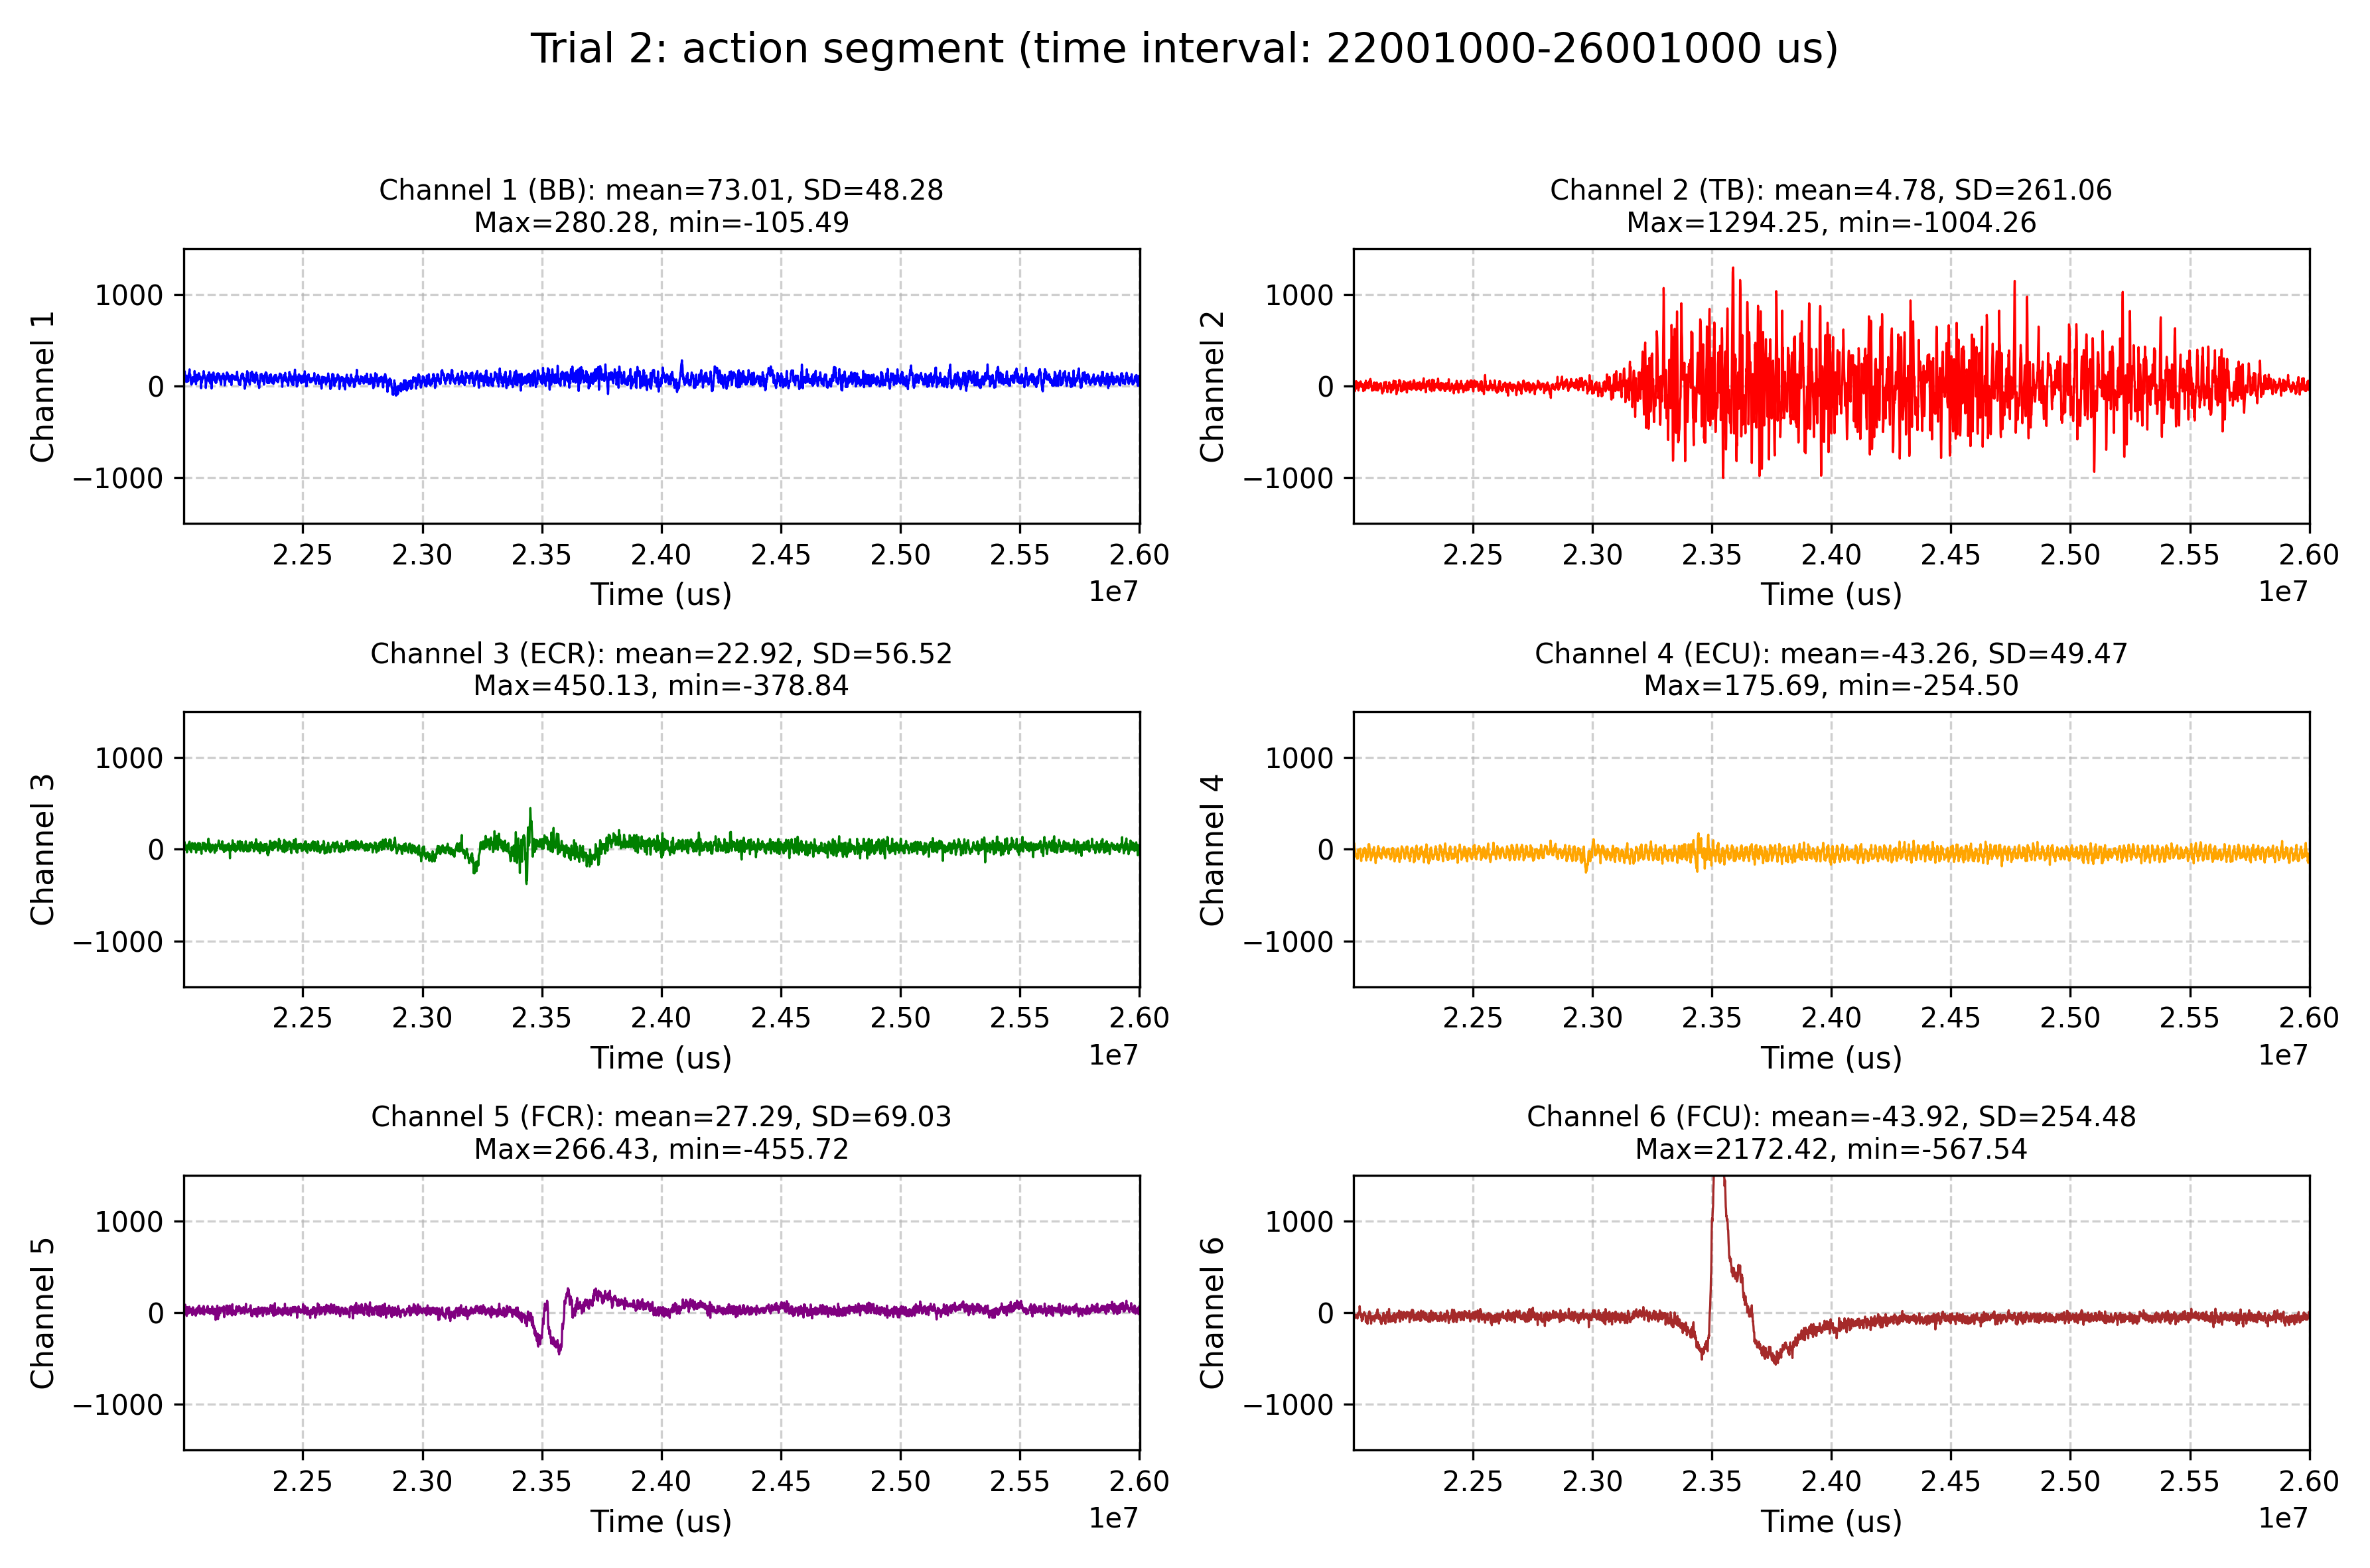 Trial 2: action segment (time interval: 22001000-26001000 us)
Channel 1 (BB): mean=73.01, SD=48.28
Max=280.28, min=-105.49
Channel 1
1000
0
−1000
2.25 2.30 2.35 2.40 2.45 2.50 2.55 2.60
Time (us)
1e7
Channel 2 (TB): mean=4.78, SD=261.06
Max=1294.25, min=-1004.26
Channel 2
1000
0
−1000
2.25 2.30 2.35 2.40 2.45 2.50 2.55 2.60
Time (us)
1e7
Channel 3 (ECR): mean=22.92, SD=56.52
Max=450.13, min=-378.84
Channel 3
1000
0
−1000
2.25 2.30 2.35 2.40 2.45 2.50 2.55 2.60
Time (us)
1e7
Channel 4 (ECU): mean=-43.26, SD=49.47
Max=175.69, min=-254.50
Channel 4
1000
0
−1000
2.25 2.30 2.35 2.40 2.45 2.50 2.55 2.60
Time (us)
1e7
Channel 5 (FCR): mean=27.29, SD=69.03
Max=266.43, min=-455.72
Channel 5
1000
0
−1000
2.25 2.30 2.35 2.40 2.45 2.50 2.55 2.60
Time (us)
1e7
Channel 6 (FCU): mean=-43.92, SD=254.48
Max=2172.42, min=-567.54
Channel 6
1000
0
−1000
2.25 2.30 2.35 2.40 2.45 2.50 2.55 2.60
Time (us)
1e7